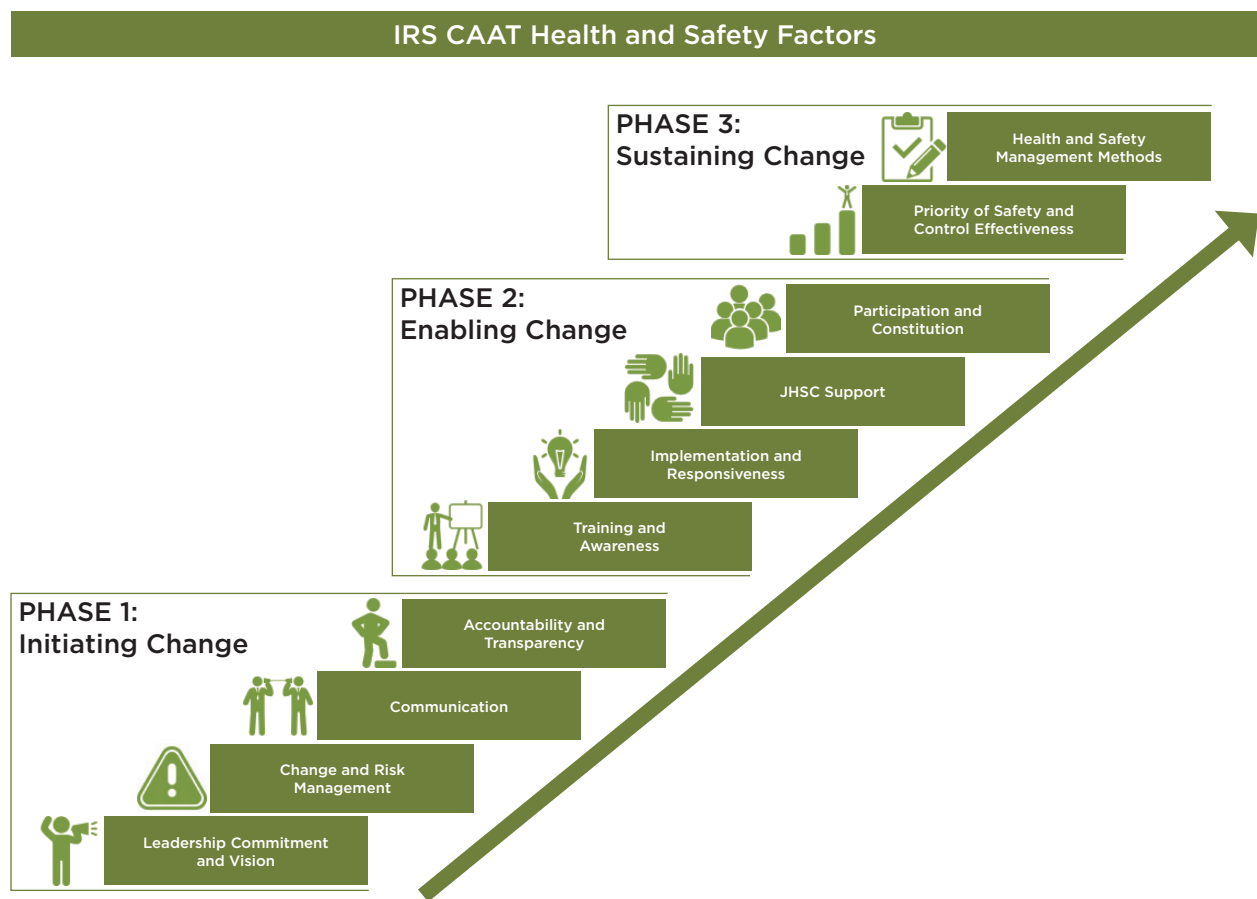 IRS CAAT Health and Safety Factors
PHASE 3:
Sustaining Change
Health and Safety
Management Methods
Priority of Safety and
Control Effectiveness
PHASE 2:
Enabling Change
Participation and
Constitution
JHSC Support
Implementation and
Responsiveness
Training and
Awareness
PHASE 1:
Initiating Change
Accountability and
Transparency
Communication
Change and Risk
Management
Leadership Commitment
and Vision